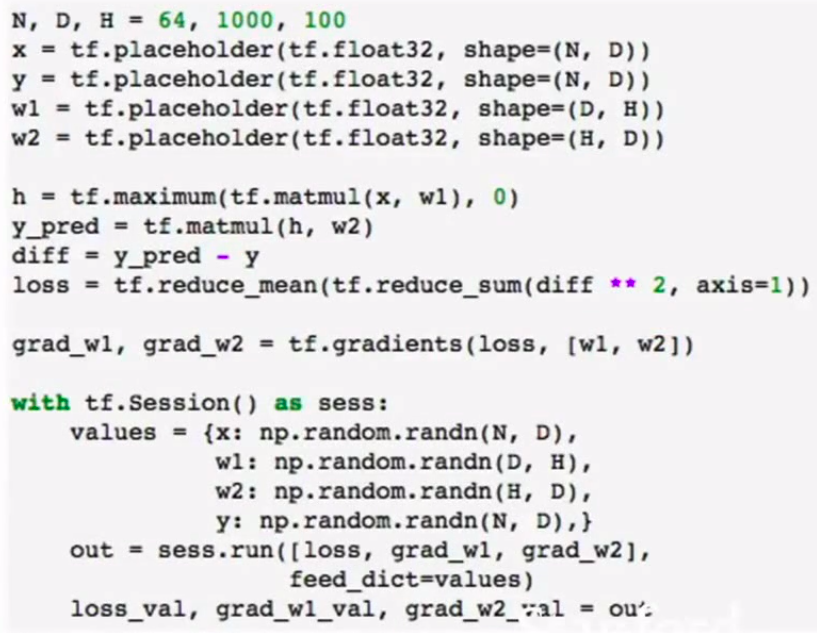 N, D, H = 64, 1000, 100
x = tf.placeholder(tf.float32, shape=(N, D))
y = tf.placeholder(tf.float32, shape=(N, D))
w1 = tf.placeholder(tf.float32, shape=(D, H))
w2 = tf.placeholder(tf.float32, shape=(H, D))
h = tf.maximum(tf.matmul(x, w1), 0)
y_pred = tf.matmul(h, w2)
diff = y_pred - y
loss = tf.reduce_mean(tf.reduce_sum(diff ** 2, axis=1))
grad_w1, grad_w2 = tf.gradients(loss, [w1, w2])
with tf.Session() as sess:
    values = {x: np.random.randn(N, D),
              w1: np.random.randn(D, H),
              w2: np.random.randn(H, D),
              y: np.random.randn(N, D),}
    out = sess.run([loss, grad_w1, grad_w2],
                   feed_dict=values)
    loss_val, grad_w1_val, grad_w2_val = out